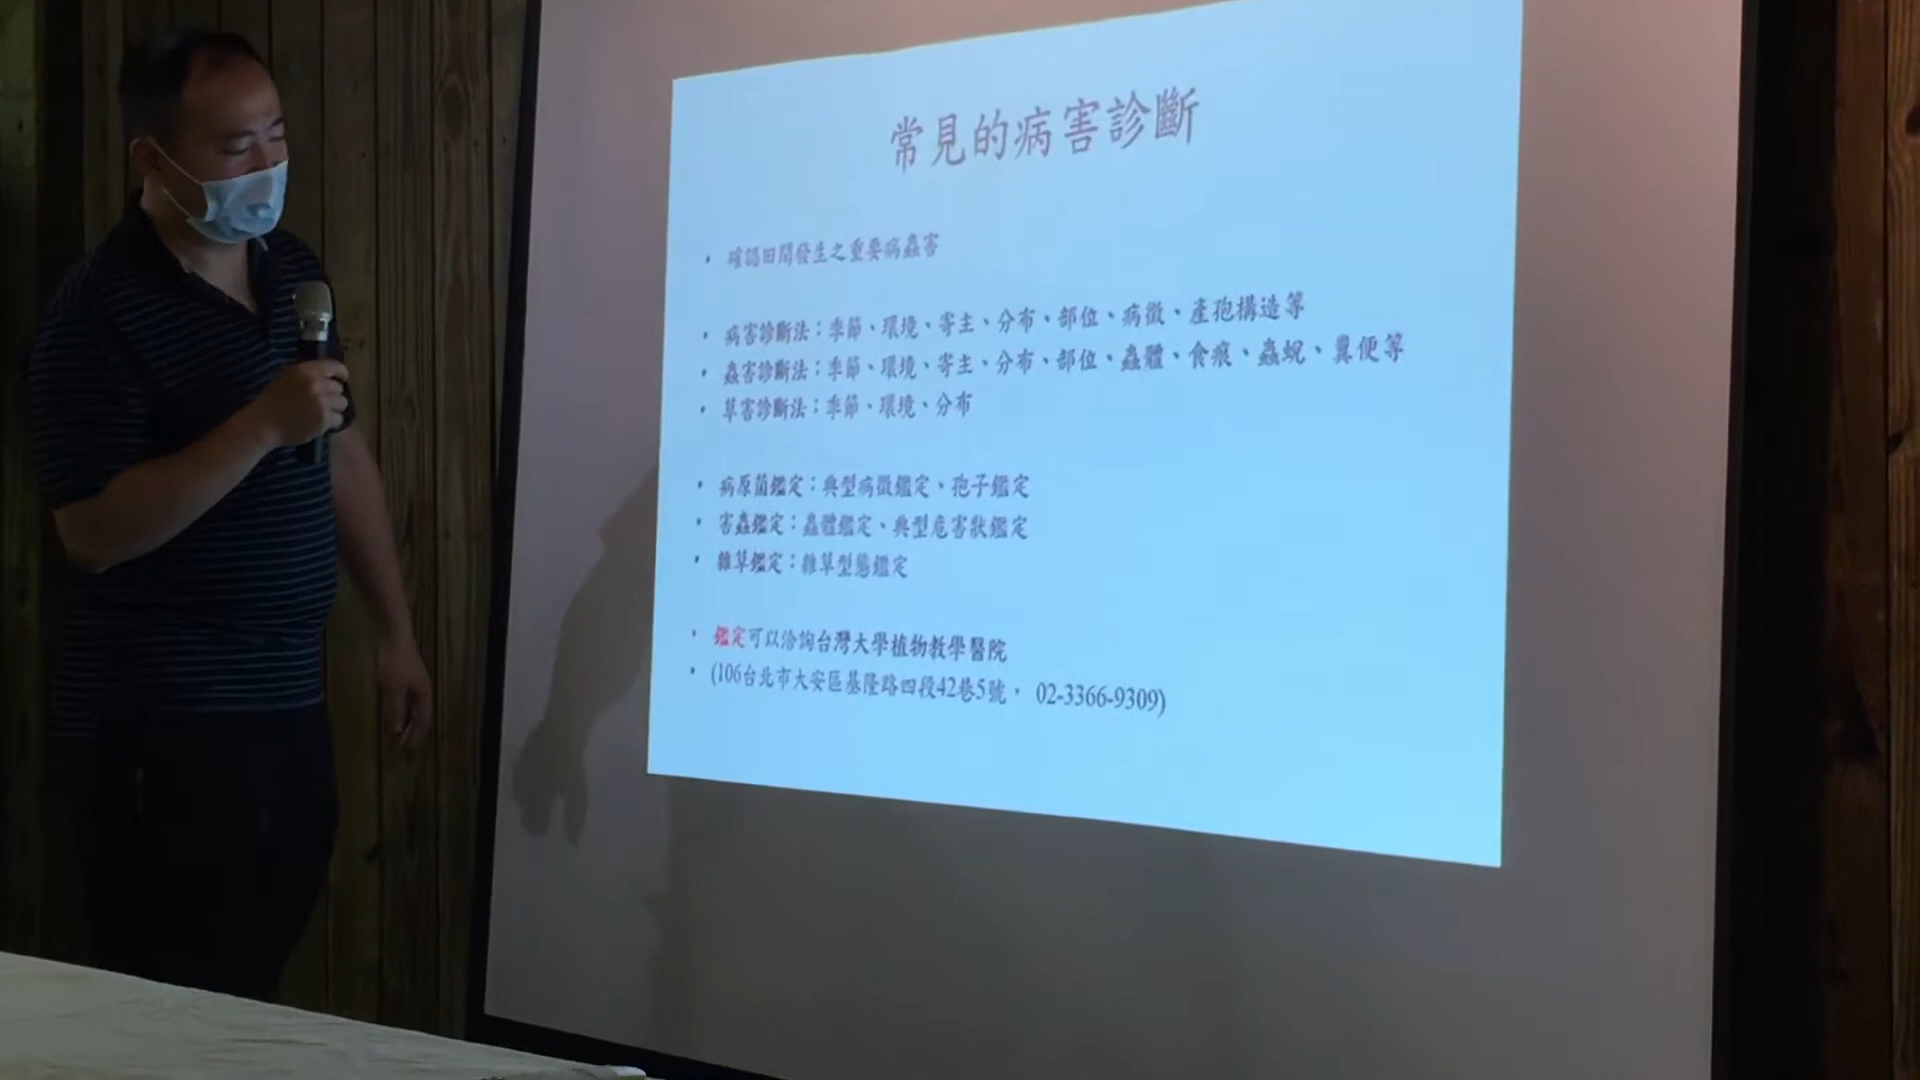 常見的病害診斷
• 確認田間發生之重要病蟲害
• 病害診斷法：季節、環境、寄主、分布、部位、病徵、產孢構造等
• 蟲害診斷法：季節、環境、寄主、分布、部位、蟲體、食痕、蟲蛻、糞便等
• 草害診斷法：季節、環境、分布
• 病原菌鑑定：典型病徵鑑定、孢子鑑定
• 害蟲鑑定：蟲體鑑定、典型危害狀鑑定
• 雜草鑑定：雜草型態鑑定
• 鑑定可以洽詢台灣大學植物教學醫院
• (106台北市大安區基隆路四段42巷5號， 02-3366-9309)